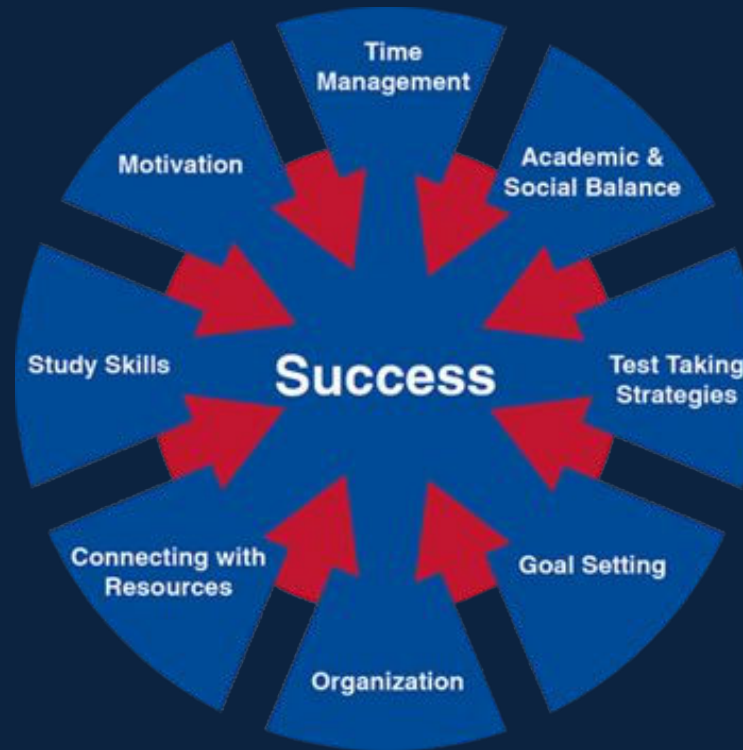 Time
Management
Academic &
Social Balance
Motivation
Test Taking
Strategies
Study Skills
Success
Goal Setting
Connecting with
Resources
Organization